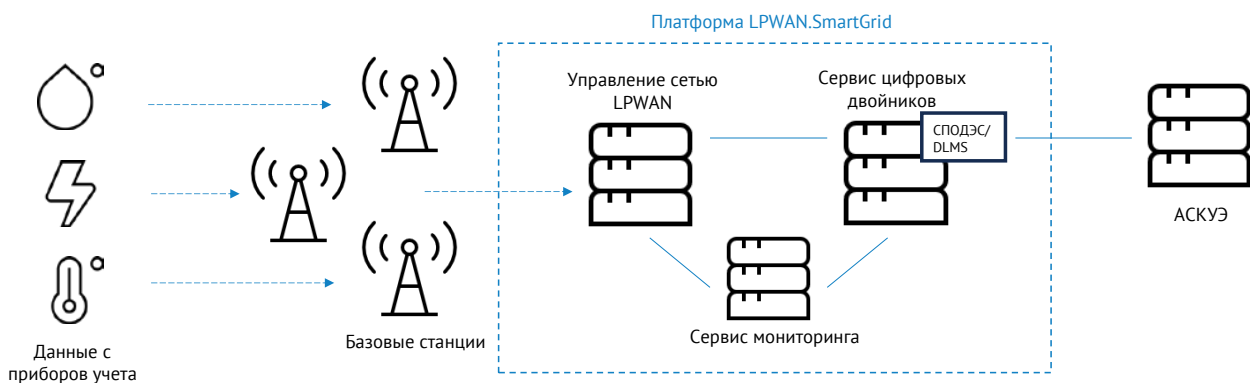 Платформа LPWAN.SmartGrid
Управление сетью
LPWAN
Сервис цифровых
двойников
СПОДЭС/
DLMS
АСКУЭ
Сервис мониторинга
Базовые станции
Данные с
приборов учета